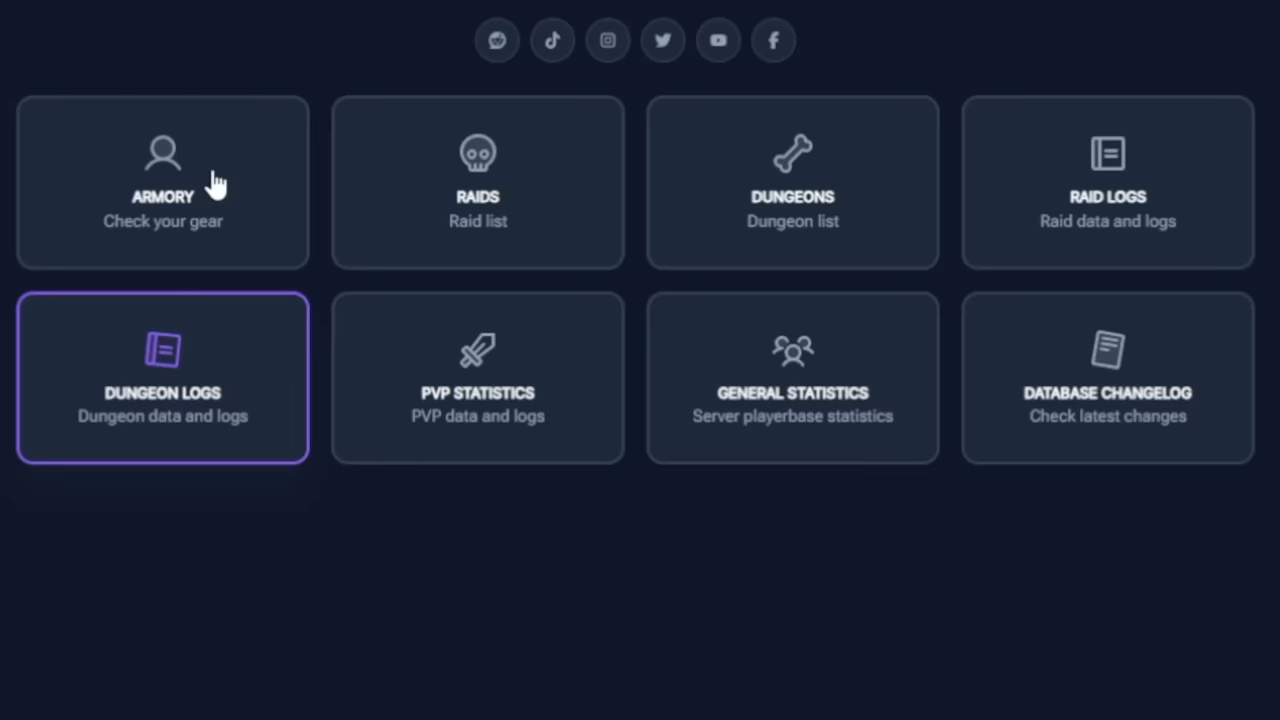 ARMORY
Check your gear
RAIDS
Raid list
DUNGEONS
Dungeon list
RAID LOGS
Raid data and logs
DUNGEON LOGS
Dungeon data and logs
PVP STATISTICS
PVP data and logs
GENERAL STATISTICS
Server playerbase statistics
DATABASE CHANGELOG
Check latest changes